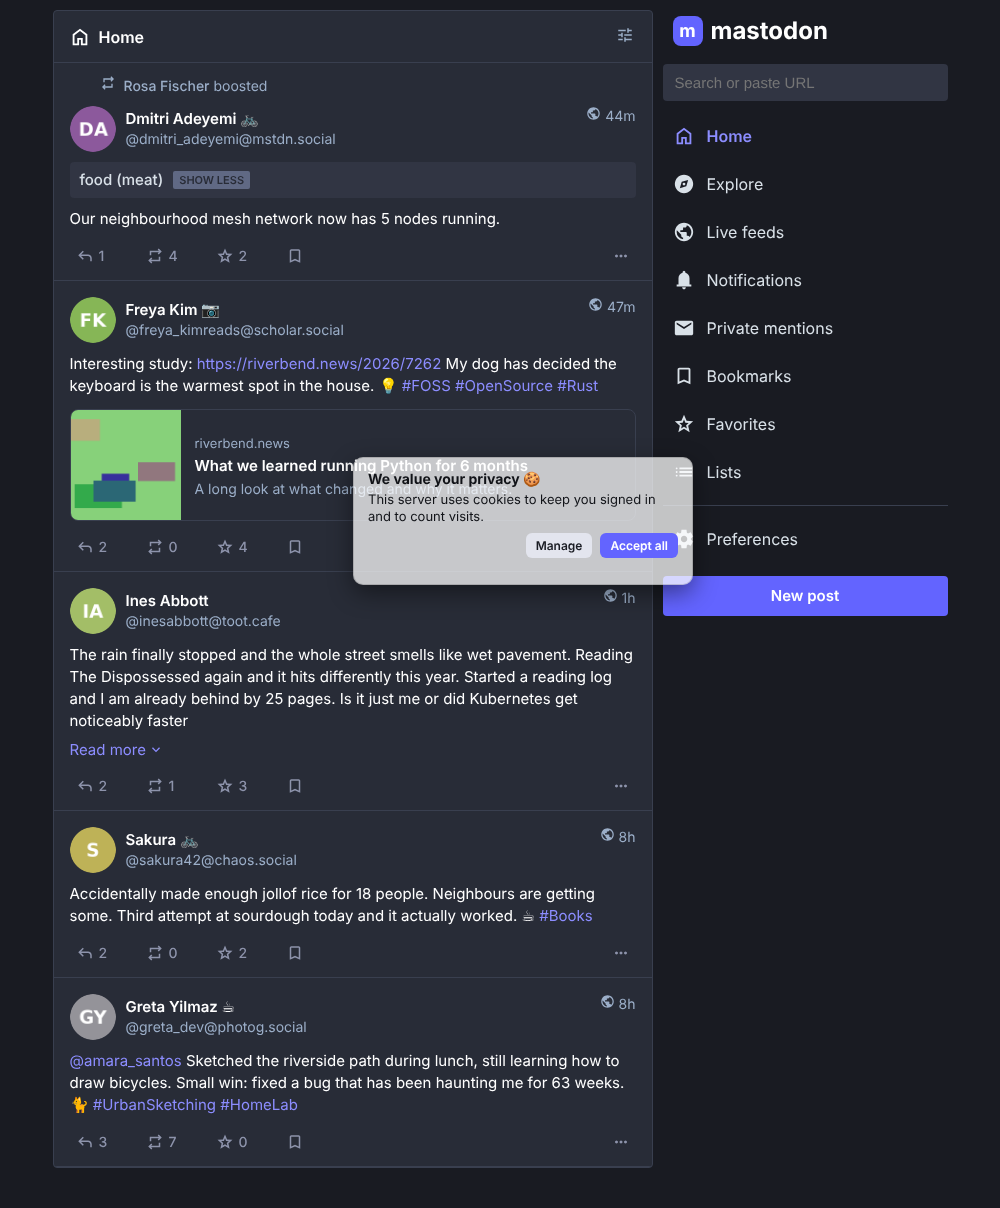 Home
Rosa Fischer boosted
DA
Dmitri Adeyemi 🚲
44m
@dmitri_adeyemi@mstdn.social
food (meat) SHOW LESS
Our neighbourhood mesh network now has 5 nodes running.
1 4 2
FK
Freya Kim 📷
47m
@freya_kimreads@scholar.social
Interesting study: https://riverbend.news/2026/7262 My dog has decided the
keyboard is the warmest spot in the house. 💡 #FOSS #OpenSource #Rust
riverbend.news
What we learned running Python for 6 months
A long look at what changed and why it matters.
2 0 4
IA
Ines Abbott
1h
@inesabbott@toot.cafe
The rain finally stopped and the whole street smells like wet pavement. Reading
The Dispossessed again and it hits differently this year. Started a reading log
and I am already behind by 25 pages. Is it just me or did Kubernetes get
noticeably faster
Read more
2 1 3
S
Sakura 🚲
8h
@sakura42@chaos.social
Accidentally made enough jollof rice for 18 people. Neighbours are getting
some. Third attempt at sourdough today and it actually worked. ☕ #Books
2 0 2
GY
Greta Yilmaz ☕
8h
@greta_dev@photog.social
@amara_santos Sketched the riverside path during lunch, still learning how to
draw bicycles. Small win: fixed a bug that has been haunting me for 63 weeks.
🐈 #UrbanSketching #HomeLab
3 7 0
m mastodon
Search or paste URL
Home
Explore
Live feeds
Notifications
Private mentions
Bookmarks
Favorites
Lists
Preferences
New post
We value your privacy 🍪
This server uses cookies to keep you signed in
and to count visits.
Manage
Accept all